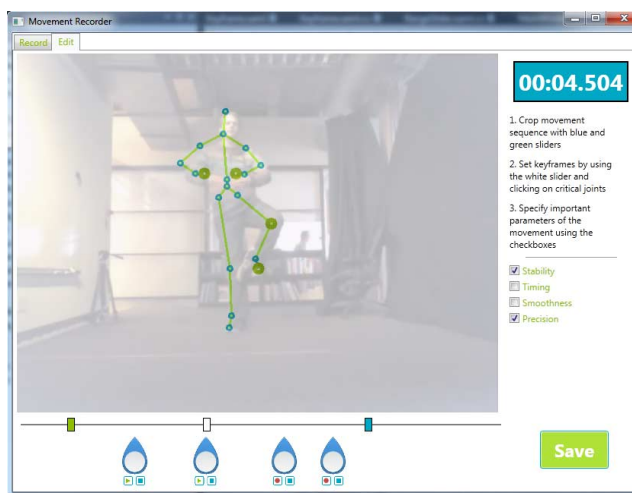 Movement Recorder
Record
Edit
00:04.504
1. Crop movement
sequence with blue and
green sliders
2. Set keyframes by using
the white slider and
clicking on critical joints
3. Specify important
parameters of the
movement using the
checkboxes
Stability
Timing
Smoothness
Precision
Save